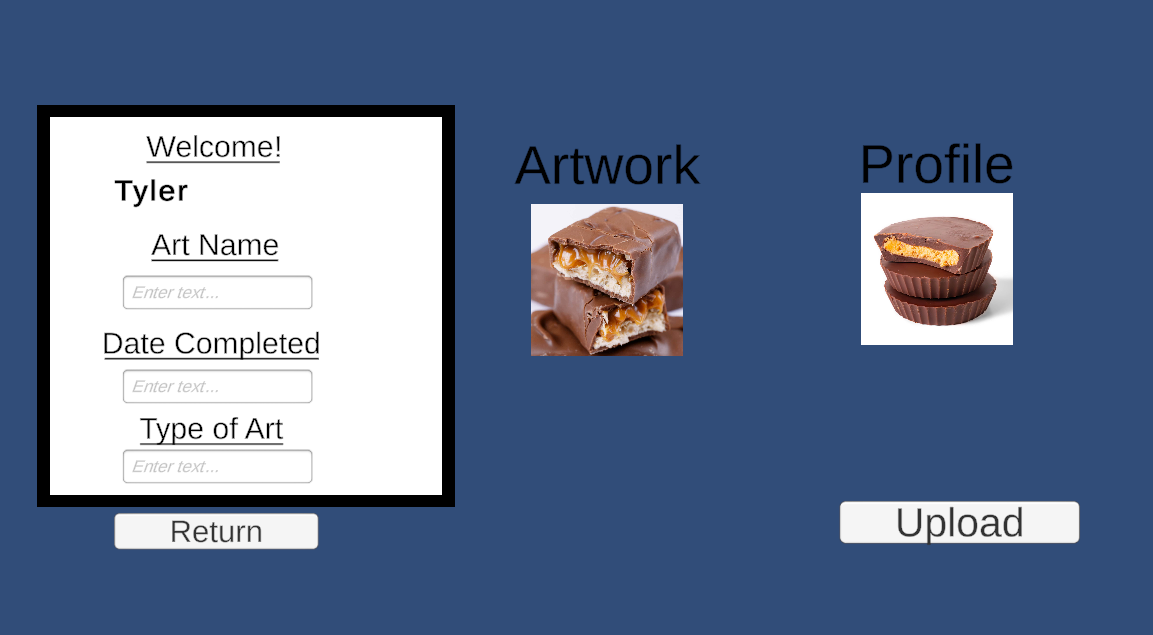 Welcome!
Tyler
Art Name
Enter text...
Date Completed
Enter text...
Type of Art
Enter text...
Return
Artwork
Profile
Upload